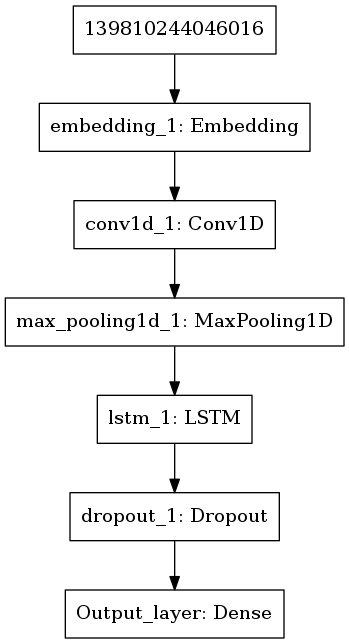 139810244046016
embedding_1: Embedding
conv1d_1: Conv1D
max_pooling1d_1: MaxPooling1D
lstm_1: LSTM
dropout_1: Dropout
Output_layer: Dense